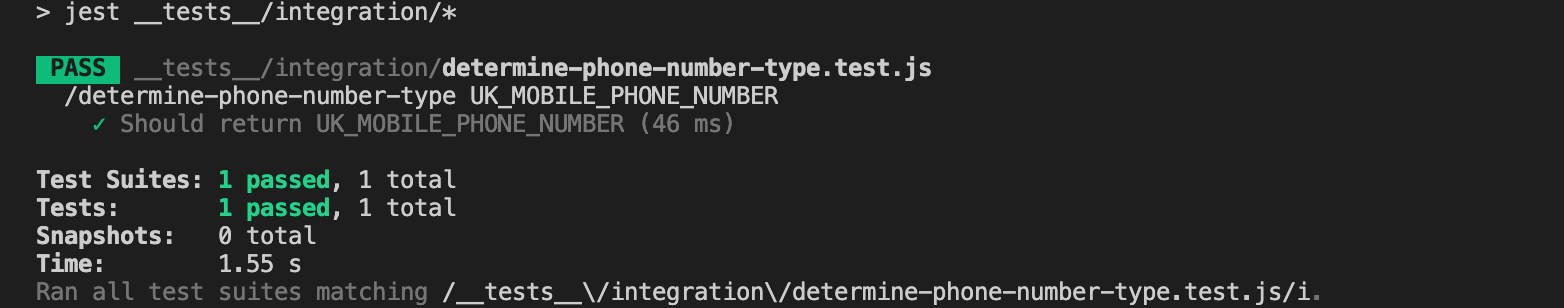 > jest __tests__/integration/*
PASS __tests__/integration/determine-phone-number-type.test.js
/determine-phone-number-type UK_MOBILE_PHONE_NUMBER
✓ Should return UK_MOBILE_PHONE_NUMBER (46 ms)
Test Suites: 1 passed, 1 total
Tests: 1 passed, 1 total
Snapshots: 0 total
Time: 1.55 s
Ran all test suites matching /__tests__\/integration\/determine-phone-number-type.test.js/i.